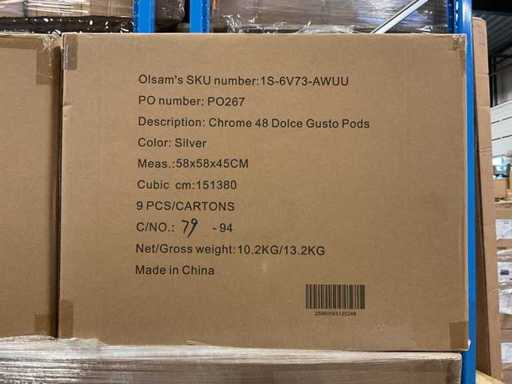 Olsam's SKU number:1S-6V73-AWUU
PO number: PO267
Description: Chrome 48 Dolce Gusto Pods
Color: Silver
Meas.:58x58x45CM
Cubic cm:151380
9 PCS/CARTONS
C/NO.: 79 -94
Net/Gross weight:10.2KG/13.2KG
Made in China